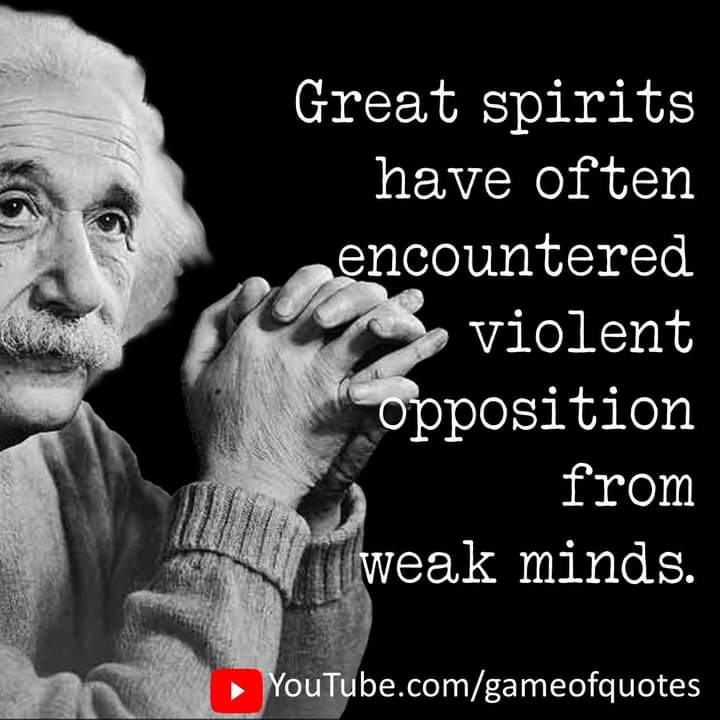 Great spirits
have often
encountered
violent
opposition
from
weak minds.
YouTube.com/gameofquotes